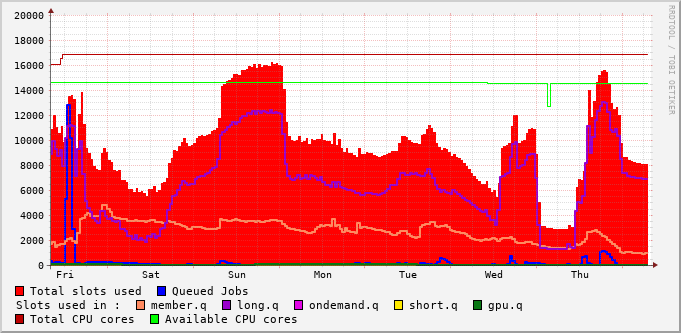 20000
18000
16000
14000
12000
10000
8000
6000
4000
2000
0
Fri Sat Sun Mon Tue Wed Thu
RRDTOOL / TOBI OETIKER
Total slots used Queued Jobs
Slots used in : member.q long.q ondemand.q short.q gpu.q
Total CPU cores Available CPU cores